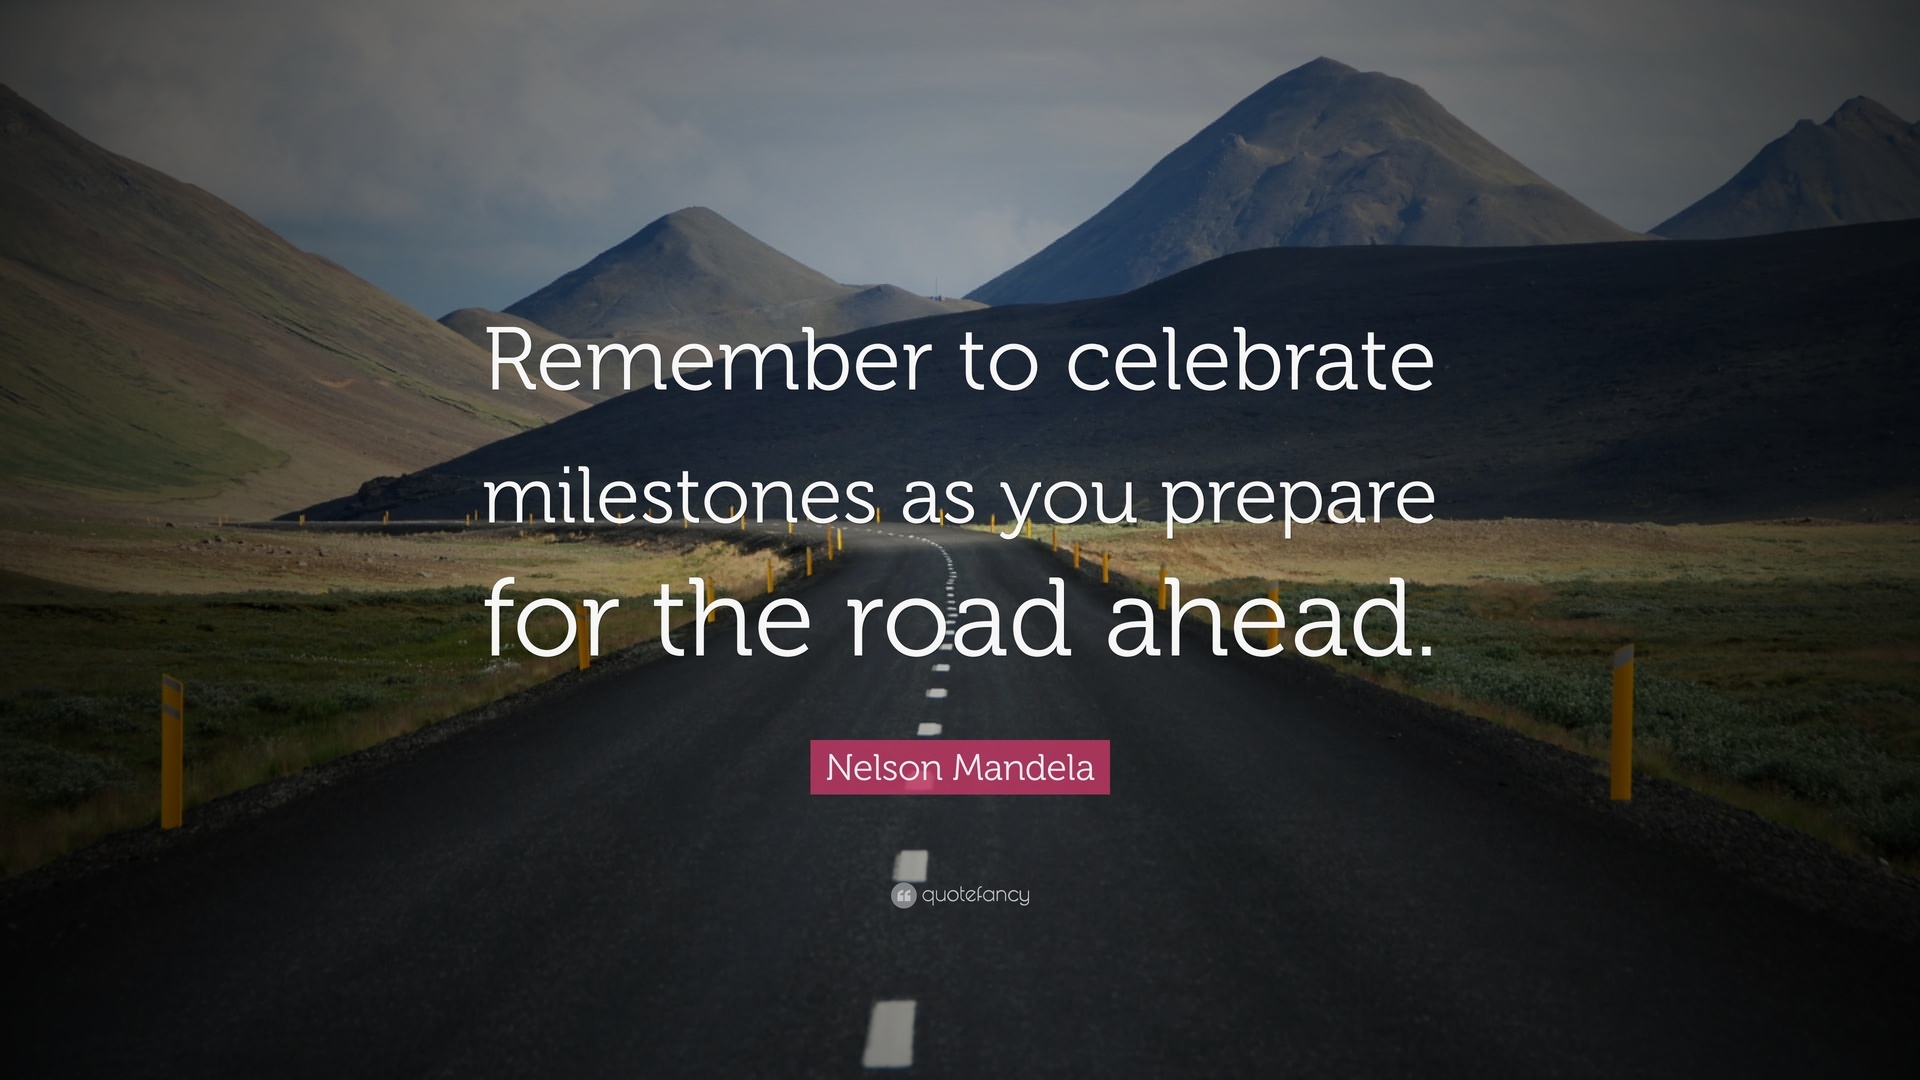 Remember to celebrate
milestones as you prepare
for the road ahead.
Nelson Mandela
quotefancy